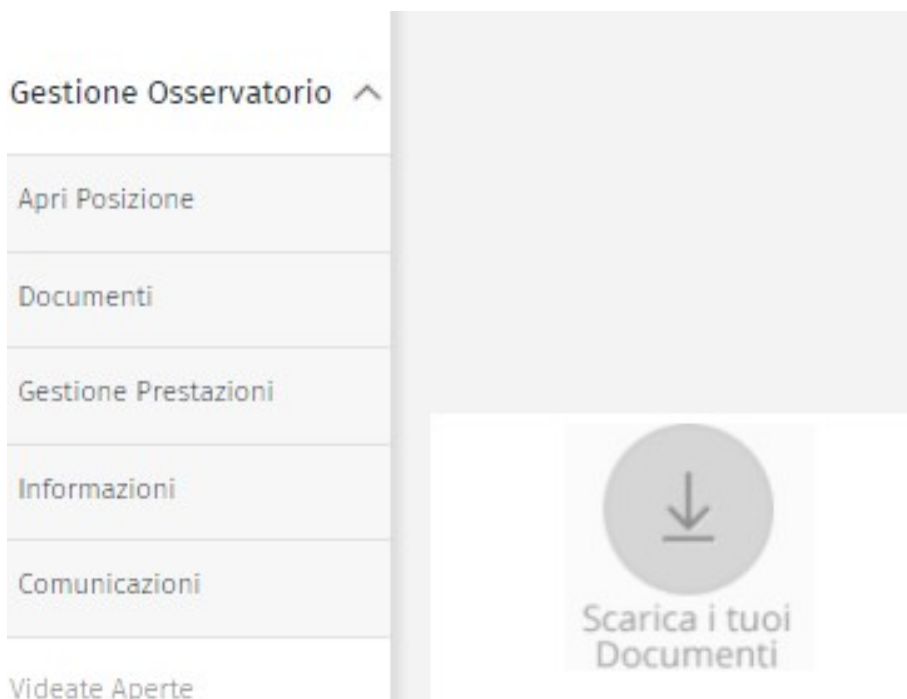 Gestione Osservatorio
Apri Posizione
Documenti
Gestione Prestazioni
Informazioni
Comunicazioni
Videate Aperte
Scarica i tuoi
Documenti